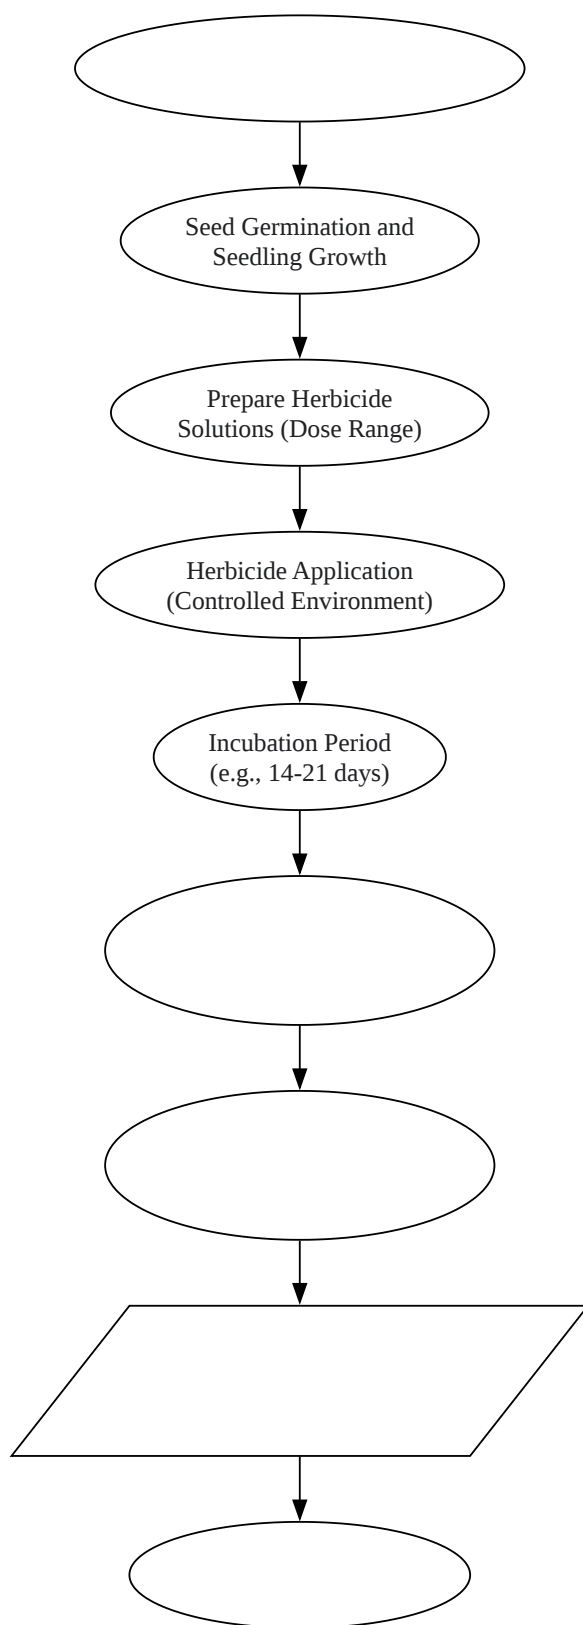 Seed Germination and
Seedling Growth
Prepare Herbicide
Solutions (Dose Range)
Herbicide Application
(Controlled Environment)
Incubation Period
(e.g., 14-21 days)